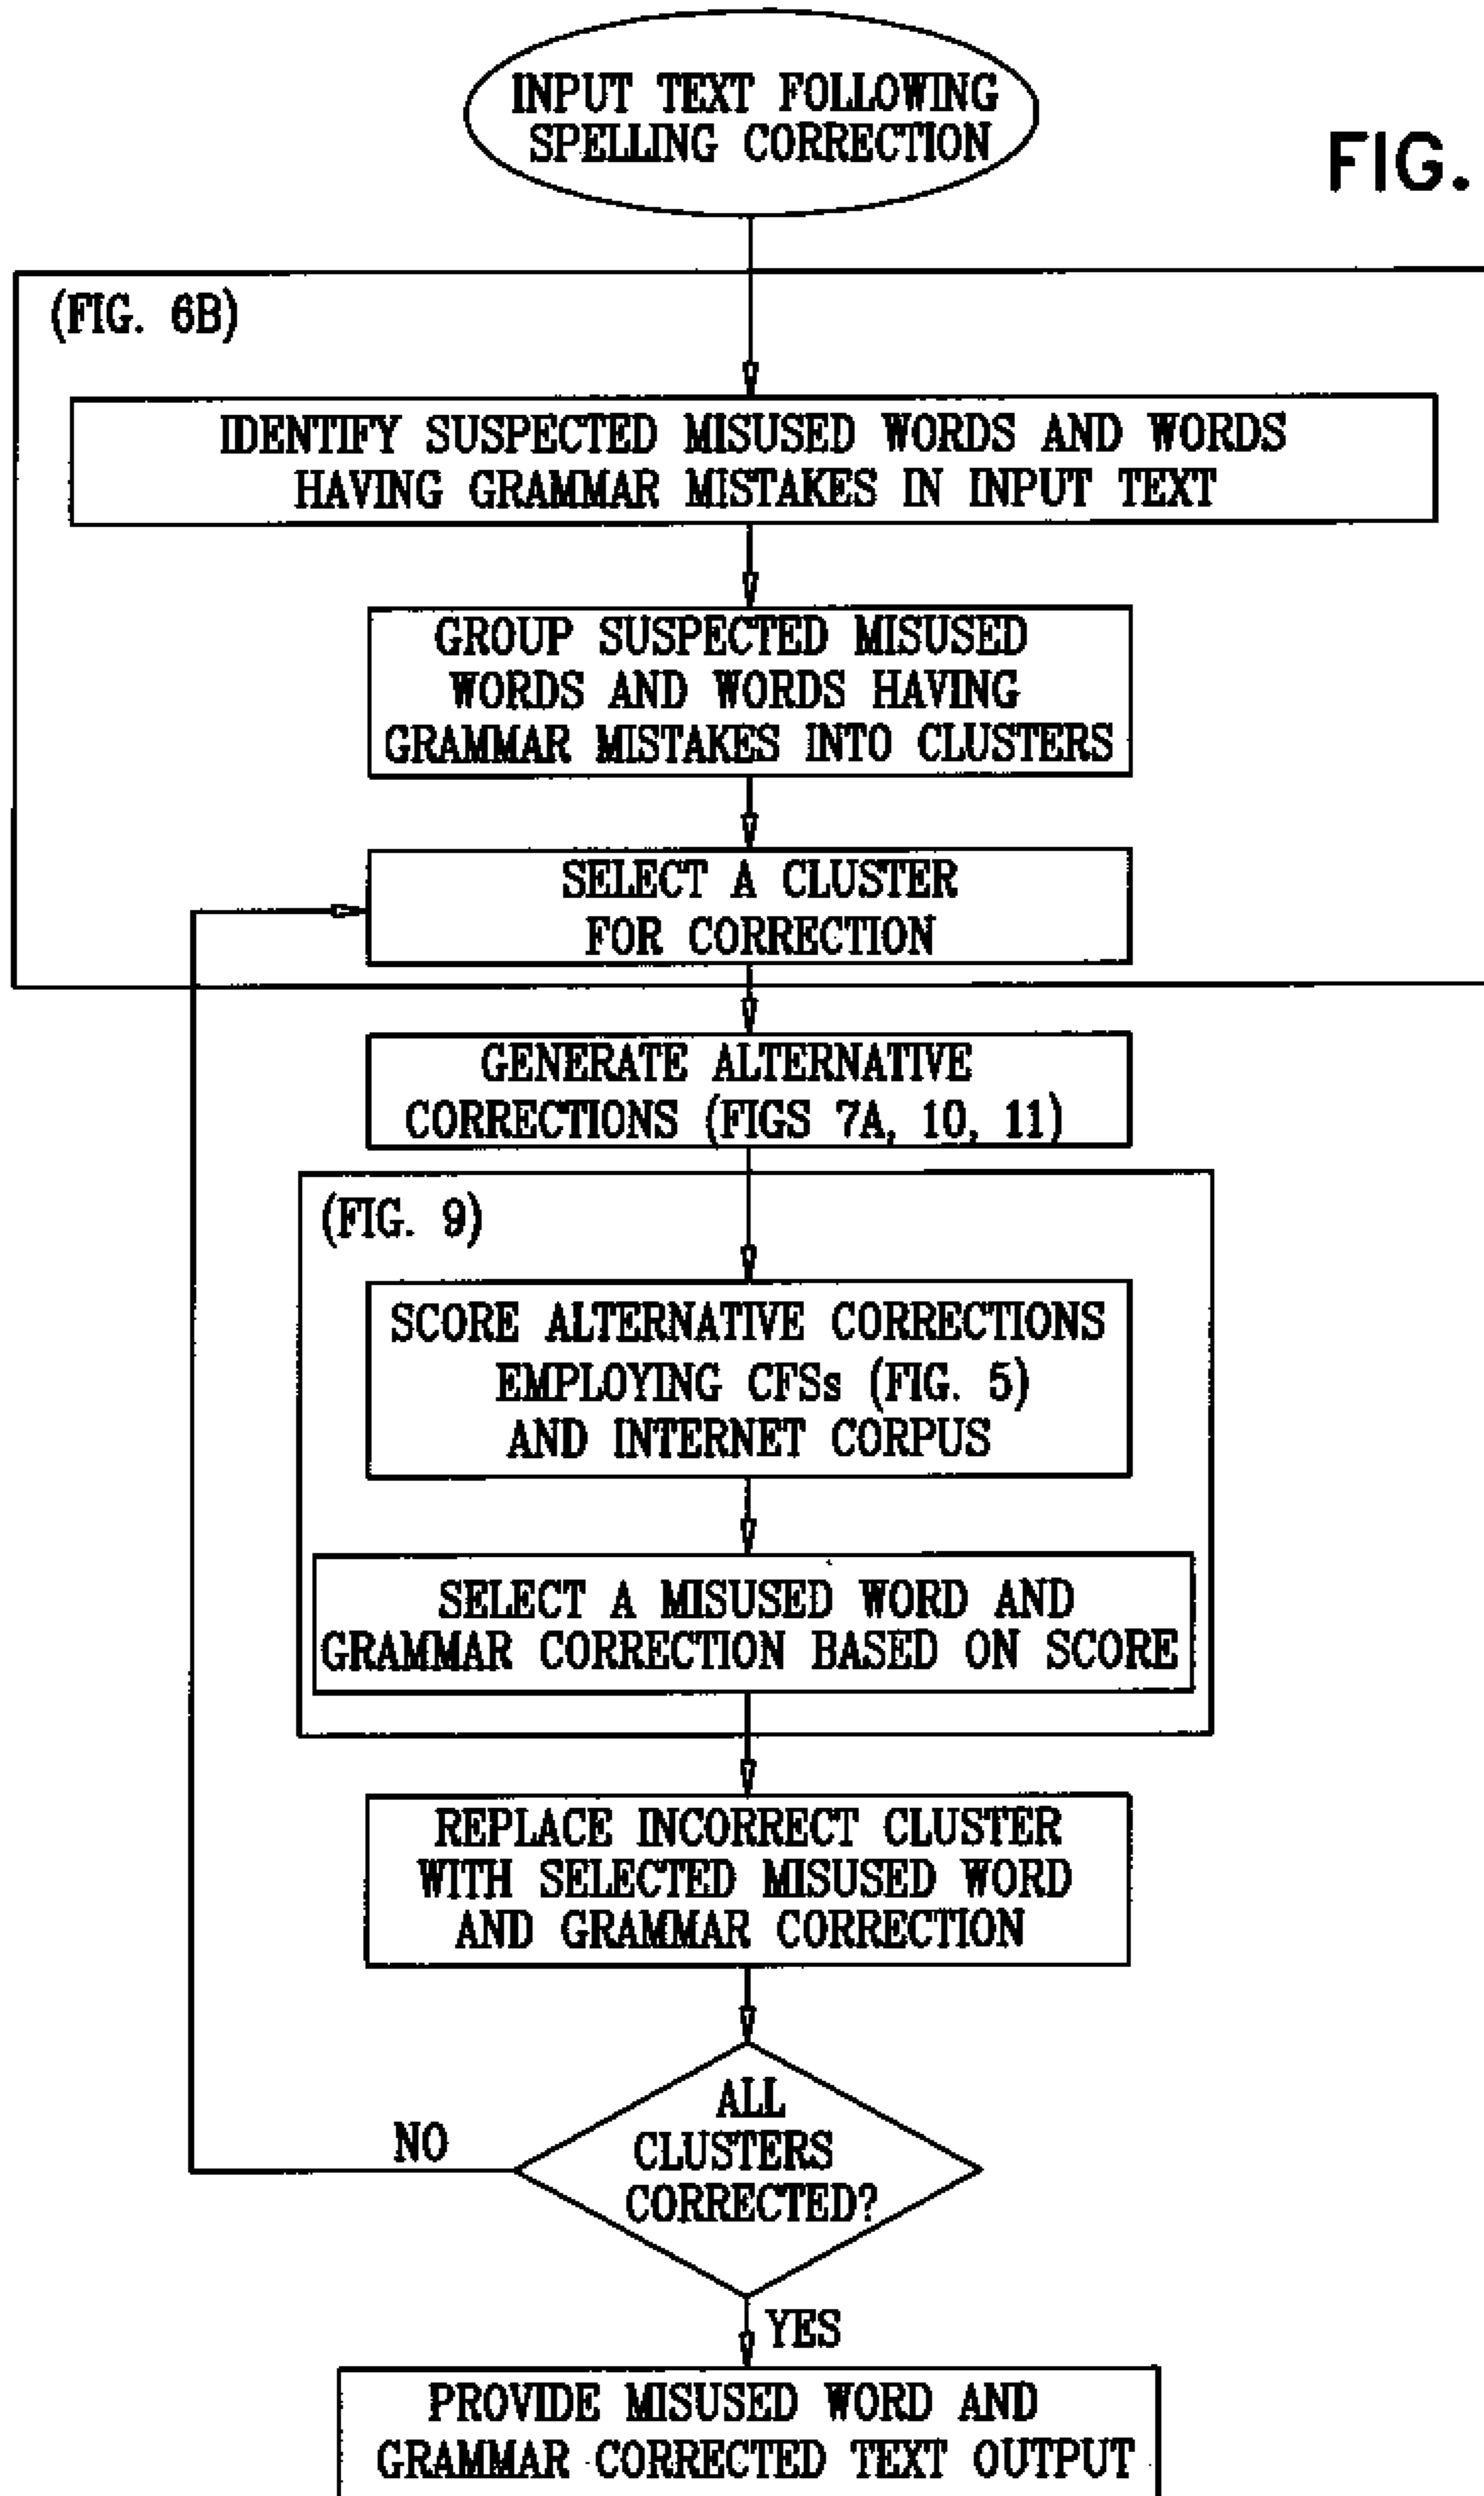 INPUT TEXT FOLLOWING
SPELLING CORRECTION
FIG.
(FIG. 6B)
IDENTIFY SUSPECTED MISUSED WORDS AND WORDS
HAVING GRAMMAR MISTAKES IN INPUT TEXT
GROUP SUSPECTED MISUSED
WORDS AND WORDS HAVING
GRAMMAR MISTAKES INTO CLUSTERS
SELECT A CLUSTER
FOR CORRECTION
GENERATE ALTERNATIVE
CORRECTIONS (FIGS 7A, 10, 11)
(FIG. 9)
SCORE ALTERNATIVE CORRECTIONS
EMPLOYING CFSs (FIG. 5)
AND INTERNET CORPUS
SELECT A MISUSED WORD AND
GRAMMAR CORRECTION BASED ON SCORE
REPLACE INCORRECT CLUSTER
WITH SELECTED MISUSED WORD
AND GRAMMAR CORRECTION
ALL
CLUSTERS
CORRECTED?
NO
YES
PROVIDE MISUSED WORD AND
GRAMMAR CORRECTED TEXT OUTPUT